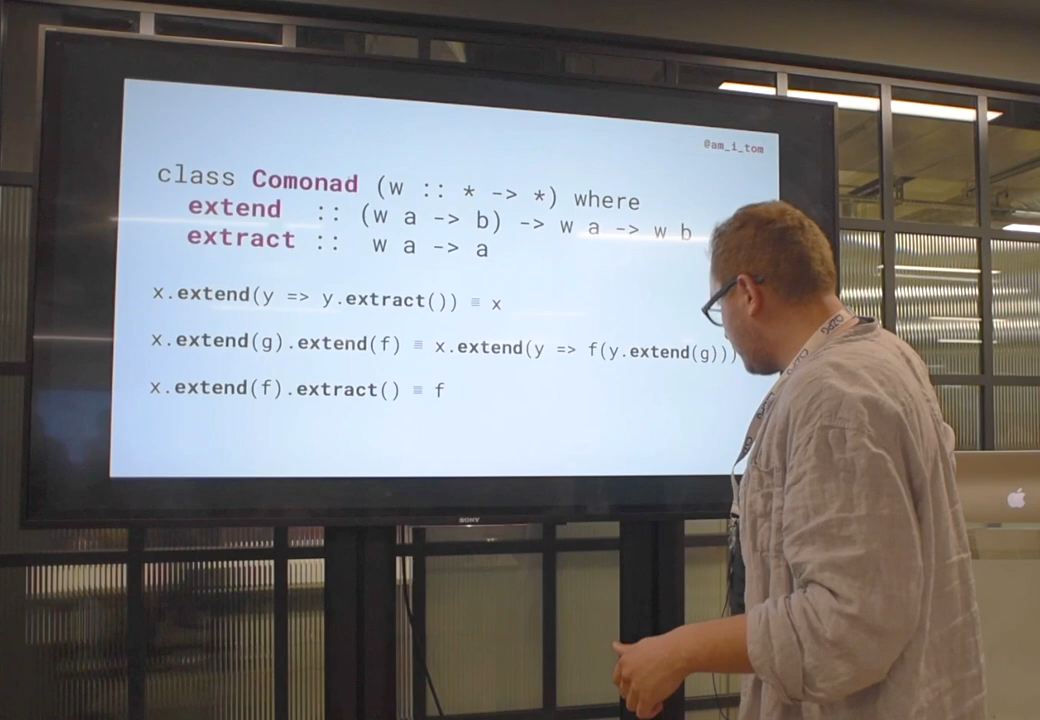 @am_i_tom
class Comonad (w :: * -> *) where
extend :: (w a -> b) -> w a -> w b
extract :: w a -> a
x.extend(y => y.extract()) ≡ x
x.extend(g).extend(f) ≡ x.extend(y => f(y.extend(g)))
x.extend(f).extract() ≡ f
SONY